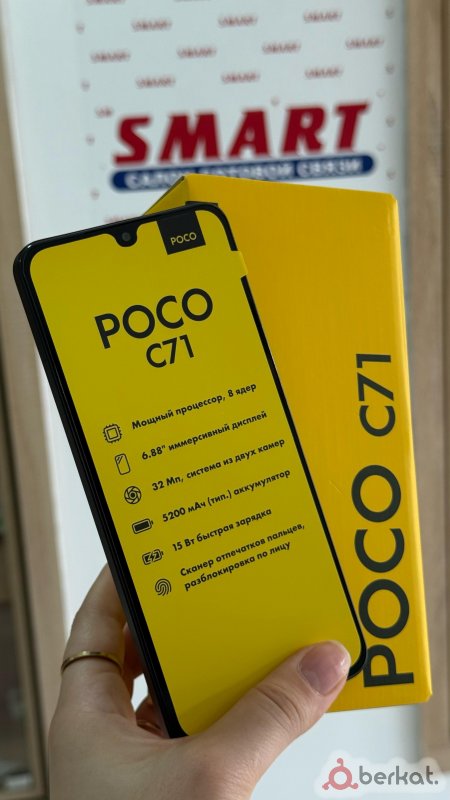 SMART
САЛОН СОТОВОЙ СВЯЗИ
POCO
POCO
C71
Мощный процессор, 8 ядер
6.88" иммерсивный дисплей
32 Мп, система из двух камер
5200 мАч (тип.) аккумулятор
15 Вт быстрая зарядка
Сканер отпечатков пальцев,
разблокировка по лицу
POCO C71
berkat.